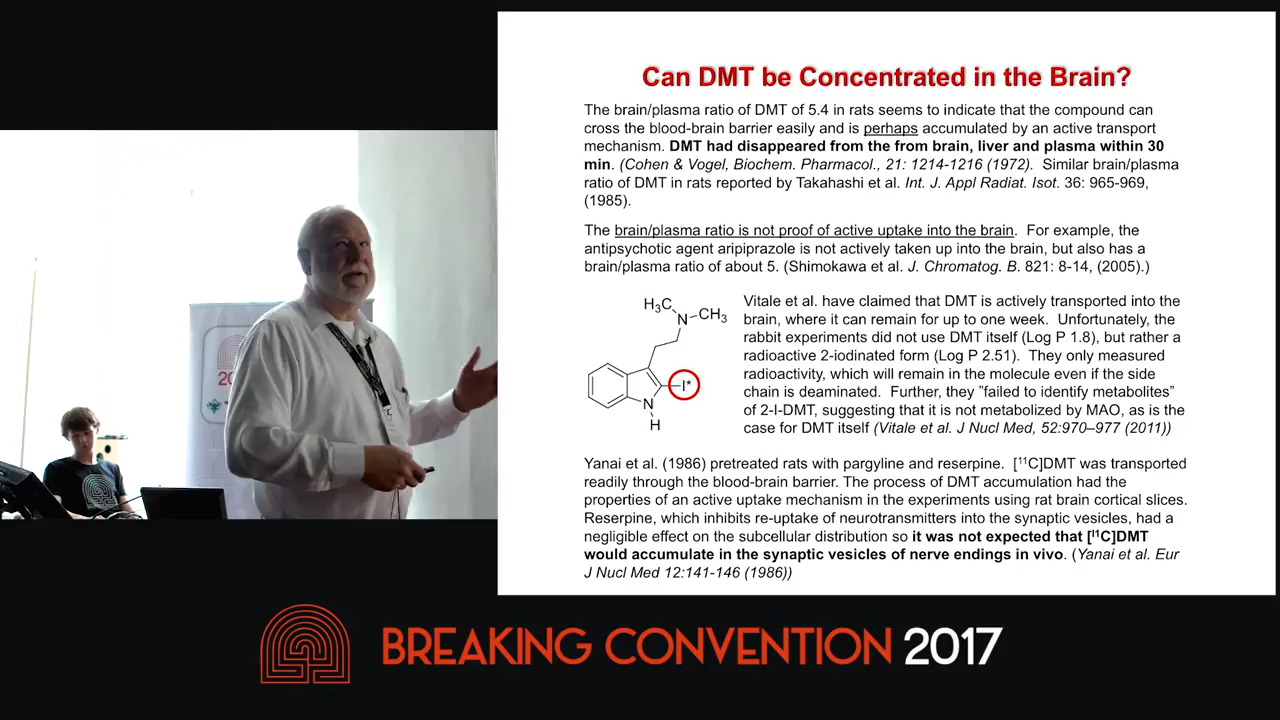 Can DMT be Concentrated in the Brain?
The brain/plasma ratio of DMT of 5.4 in rats seems to indicate that the compound can
cross the blood-brain barrier easily and is perhaps accumulated by an active transport
mechanism. DMT had disappeared from the from brain, liver and plasma within 30
min. (Cohen & Vogel, Biochem. Pharmacol., 21: 1214-1216 (1972). Similar brain/plasma
ratio of DMT in rats reported by Takahashi et al. Int. J. Appl Radiat. Isot. 36: 965-969,
(1985).
The brain/plasma ratio is not proof of active uptake into the brain. For example, the
antipsychotic agent aripiprazole is not actively taken up into the brain, but also has a
brain/plasma ratio of about 5. (Shimokawa et al. J. Chromatog. B. 821: 8-14, (2005).)
H₃C
N
CH₃
I*
N
H
Vitale et al. have claimed that DMT is actively transported into the
brain, where it can remain for up to one week. Unfortunately, the
rabbit experiments did not use DMT itself (Log P 1.8), but rather a
radioactive 2-iodinated form (Log P 2.51). They only measured
radioactivity, which will remain in the molecule even if the side
chain is deaminated. Further, they "failed to identify metabolites"
of 2-I-DMT, suggesting that it is not metabolized by MAO, as is the
case for DMT itself (Vitale et al. J Nucl Med, 52:970–977 (2011))
Yanai et al. (1986) pretreated rats with pargyline and reserpine. [¹¹C]DMT was transported
readily through the blood-brain barrier. The process of DMT accumulation had the
properties of an active uptake mechanism in the experiments using rat brain cortical slices.
Reserpine, which inhibits re-uptake of neurotransmitters into the synaptic vesicles, had a
negligible effect on the subcellular distribution so it was not expected that [¹¹C]DMT
would accumulate in the synaptic vesicles of nerve endings in vivo. (Yanai et al. Eur
J Nucl Med 12:141-146 (1986))
BREAKING CONVENTION 2017